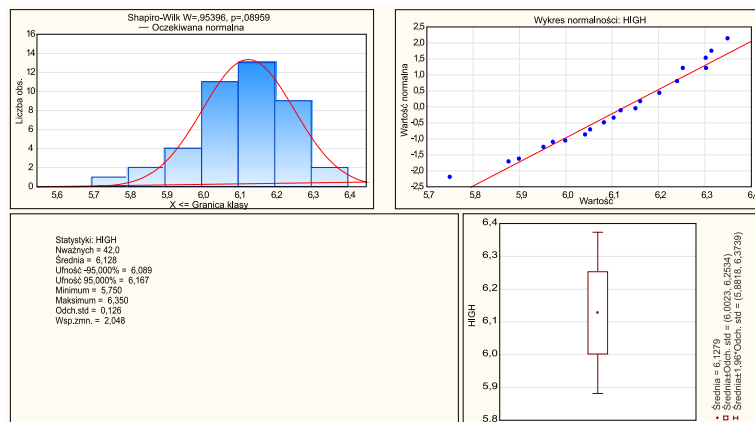 Shapiro-Wilk W=,95396, p=,08959
Oczekiwana normalna
Liczba obs.
16
14
12
10
8
6
4
2
0
5,6
5,7
5,8
5,9
6,0
6,1
6,2
6,3
6,4
X <= Granica klasy
Wykres normalności: HIGH
Wartość normalna
2,5
2,0
1,5
1,0
0,5
0,0
-0,5
-1,0
-1,5
-2,0
-2,5
5,7
5,8
5,9
6,0
6,1
6,2
6,3
Wartość
Statystyki: HIGH
Nważnych = 42,0
Średnia = 6,128
Ufność -95,000% = 6,089
Ufność 95,000% = 6,167
Minimum = 5,750
Maksimum = 6,350
Odch.std = 0,126
Wsp.zmn. = 2,048
HIGH
6,4
6,3
6,2
6,1
6,0
5,9
5,8
Średnia = 6,1279
Średnia±Odch. std = (6,0023, 6,2534)
Średnia±1,96*Odch. std = (5,8818, 6,3739)